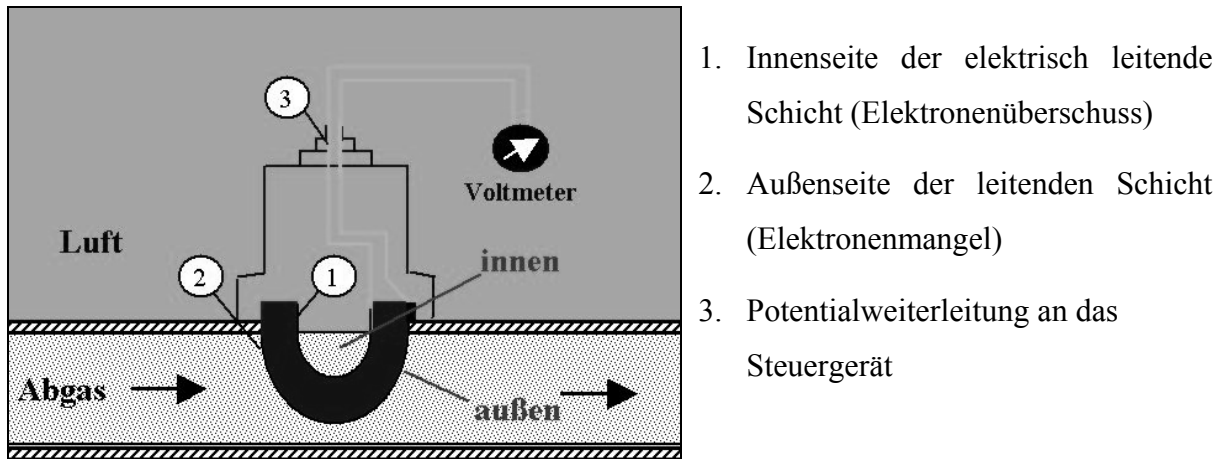 3
Voltmeter
Luft
innen
2
1
Abgas
außen
1. Innenseite der elektrisch leitende
Schicht (Elektronenüberschuss)
2. Außenseite der leitenden Schicht
(Elektronenmangel)
3. Potentialweiterleitung an das
Steuergerät